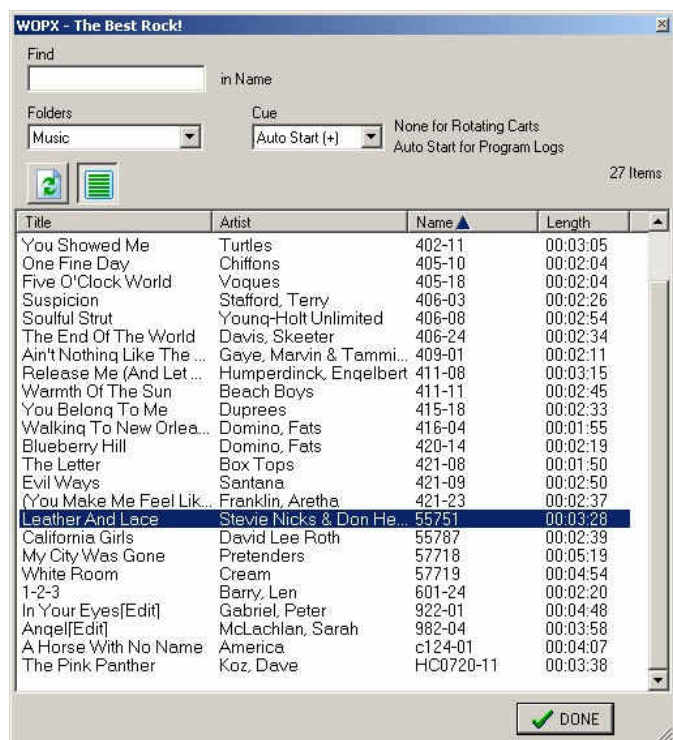 WOPX - The Best Rock!
Find
in Name
Folders Cue
Music Auto Start (+) None for Rotating Carts
Auto Start for Program Logs
27 Items
Title Artist Name Length
You Showed Me Turtles 402-11 00:03:05
One Fine Day Chiffons 405-10 00:02:04
Five O'Clock World Vogues 405-18 00:02:04
Suspicion Stafford, Terry 406-03 00:02:26
Soulful Strut Young-Holt Unlimited 406-08 00:02:54
The End Of The World Davis, Skeeter 406-24 00:02:34
Ain't Nothing Like The ... Gaye, Marvin & Tammi... 409-01 00:02:11
Release Me (And Let ... Humperdinck, Engelbert 411-08 00:03:15
Warmth Of The Sun Beach Boys 411-11 00:02:45
You Belong To Me Duprees 415-18 00:02:33
Walking To New Orlea... Domino, Fats 416-04 00:01:55
Blueberry Hill Domino, Fats 420-14 00:02:19
The Letter Box Tops 421-08 00:01:50
Evil Ways Santana 421-09 00:02:50
(You Make Me Feel Lik... Franklin, Aretha 421-23 00:02:37
Leather And Lace Stevie Nicks & Don He... 55751 00:03:28
California Girls David Lee Roth 55787 00:02:39
My City Was Gone Pretenders 57718 00:05:19
White Room Cream 57719 00:04:54
1-2-3 Barry, Len 601-24 00:02:20
In Your Eyes[Edit] Gabriel, Peter 922-01 00:04:48
Angel[Edit] McLachlan, Sarah 982-04 00:03:58
A Horse With No Name America c124-01 00:04:07
The Pink Panther Koz, Dave HC0720-11 00:03:38
DONE